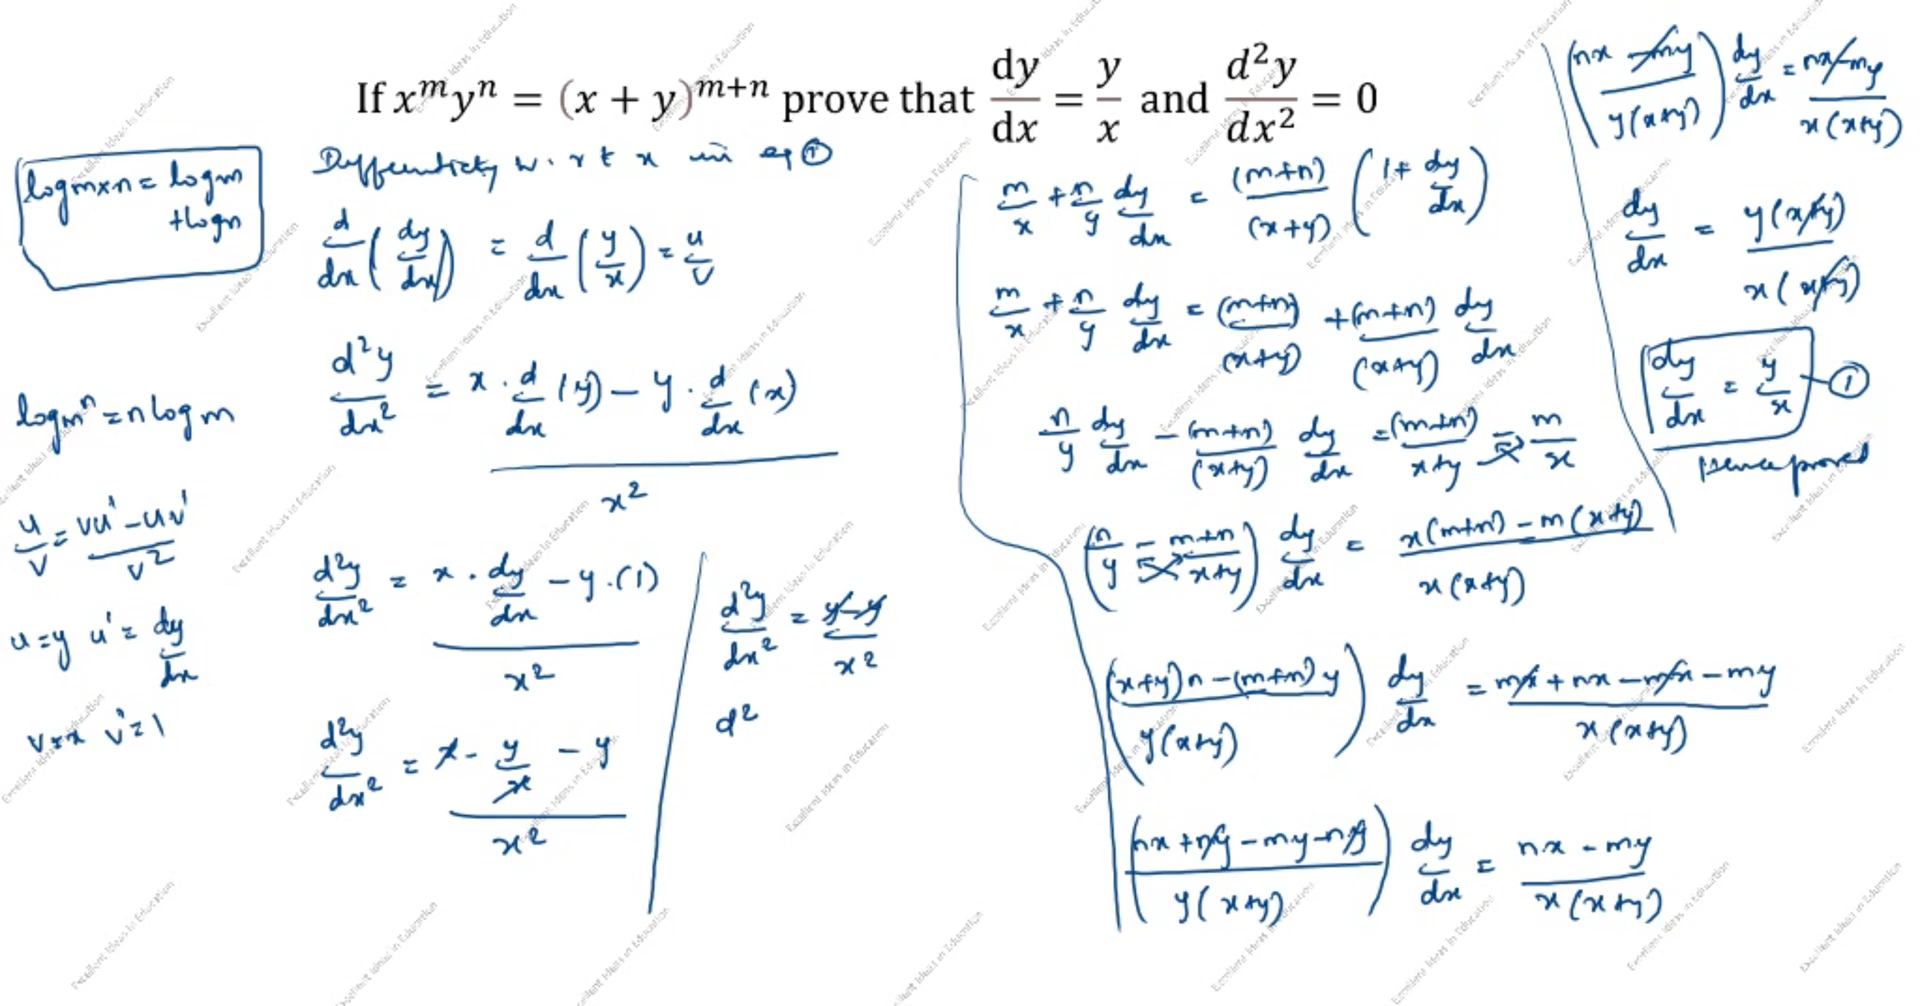 If x^m y^n = (x + y)^{m+n} prove that dy/dx = y/x and d²y/dx² = 0
log m×n = log m
+ log n
log m^n = n log m
u/v = (vu' - uv')/v²
u = y u' = dy/dx
v = x v' = 1
w.r.t x in eq ①
d/dx (dy/dx) = d/dx (y/x) = u/v
d²y/dx² = (x · d/dx (y) - y · d/dx (x))/x²
d²y/dx² = (x · dy/dx - y·(1))/x²
d²y/dx² = (x · y/x - y)/x²
d²y/dx² = (y - y)/x²
d²
m/x + n/y dy/dx = (m+n)/(x+y) (1 + dy/dx)
m/x + n/y dy/dx = (m+n)/(x+y) + (m+n)/(x+y) dy/dx
n/y dy/dx - (m+n)/(x+y) dy/dx = (m+n)/(x+y) - m/x
(n/y - (m+n)/(x+y)) dy/dx = (x(m+n) - m(x+y))/(x(x+y))
(((x+y)n - (m+n)y)/(y(x+y))) dy/dx = (mx + nx - mx - my)/(x(x+y))
((nx + ny - my - ny)/(y(x+y))) dy/dx = (nx - my)/(x(x+y))
((nx - my)/(y(x+y))) dy/dx = (nx - my)/(x(x+y))
dy/dx = y(x+y)/(x(x+y))
dy/dx = y/x — ①
Hence proved
Excellent Ideas in Education